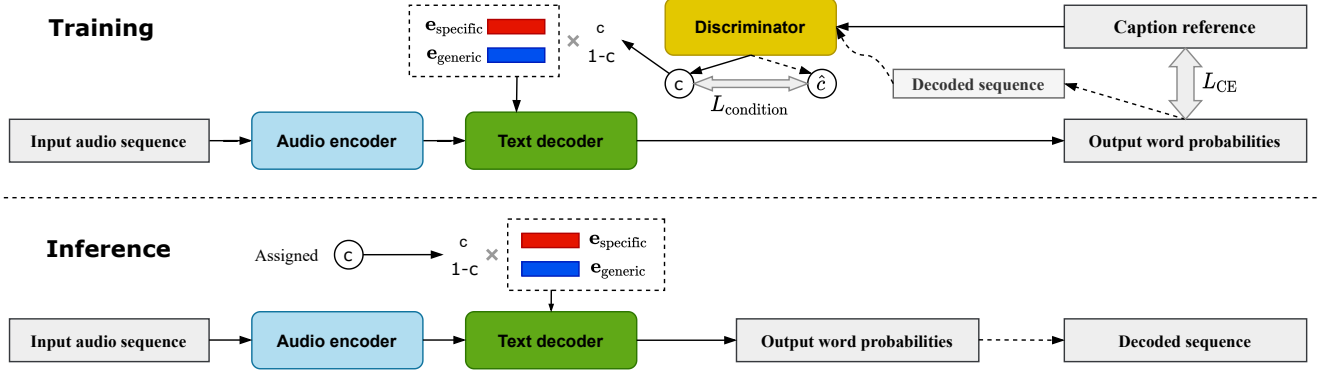 Training
e_specific
e_generic
×
c
1-c
Discriminator
Caption reference
c
ĉ
L_condition
Decoded sequence
L_CE
Input audio sequence
Audio encoder
Text decoder
Output word probabilities
Inference
Assigned
c
c
1-c
×
e_specific
e_generic
Input audio sequence
Audio encoder
Text decoder
Output word probabilities
Decoded sequence